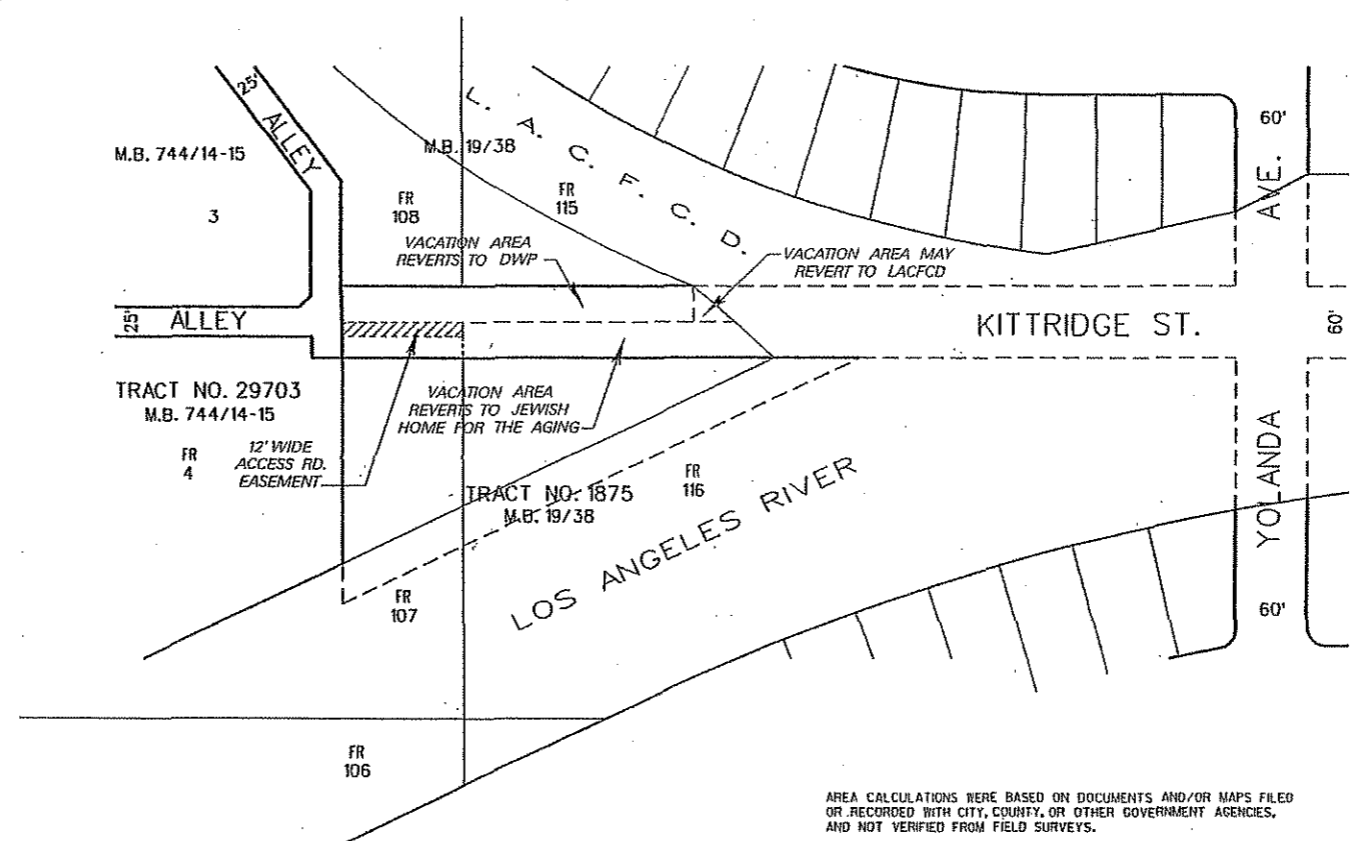 25'
ALLEY
M.B. 744/14-15
3
M.B. 19/38
L. A. C. F. C. D.
60'
AVE.
FR
108
FR
115
VACATION AREA
REVERTS TO DWP
VACATION AREA MAY
REVERT TO LACFCD
25'
ALLEY
KITTRIDGE ST.
60'
TRACT NO. 29703
M.B. 744/14-15
FR
4
12' WIDE
ACCESS RD.
EASEMENT
VACATION AREA
REVERTS TO JEWISH
HOME FOR THE AGING
TRACT NO. 1875
M.B. 19/38
FR
116
LOS ANGELES RIVER
YOLANDA
60'
FR
107
FR
106
AREA CALCULATIONS WERE BASED ON DOCUMENTS AND/OR MAPS FILED
OR RECORDED WITH CITY, COUNTY, OR OTHER GOVERNMENT AGENCIES,
AND NOT VERIFIED FROM FIELD SURVEYS.